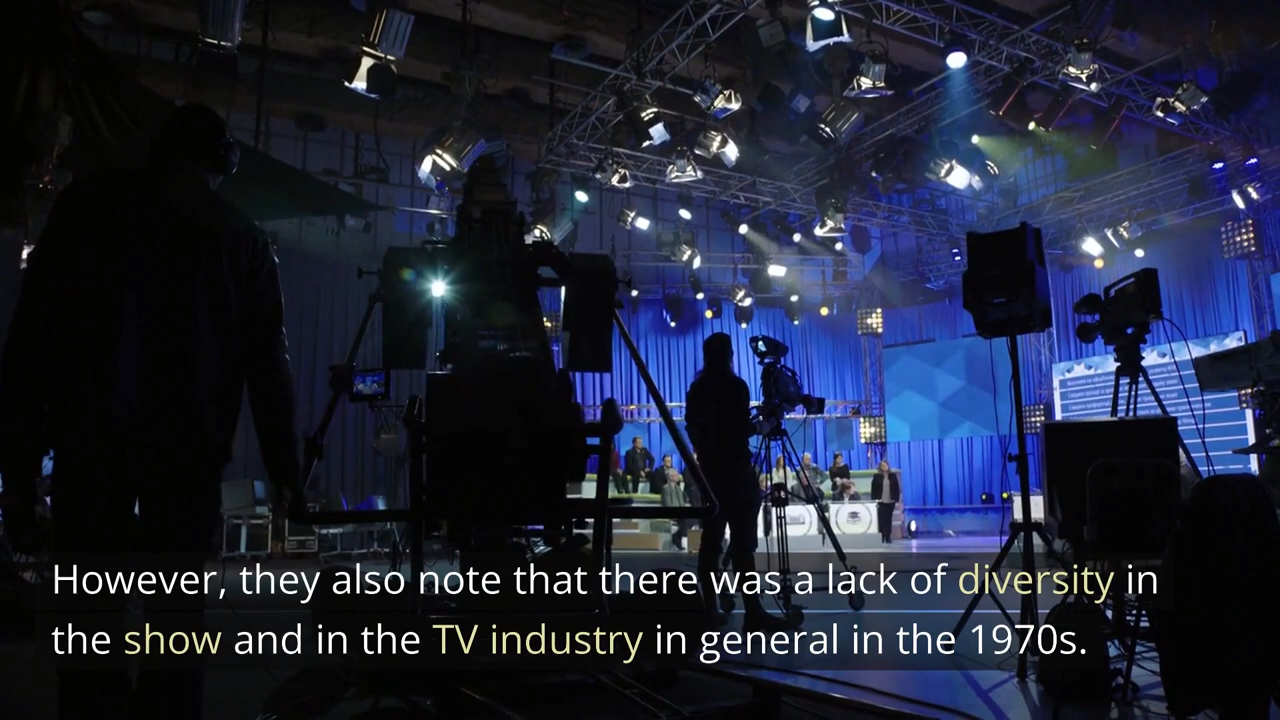 However, they also note that there was a lack of diversity in
the show and in the TV industry in general in the 1970s.